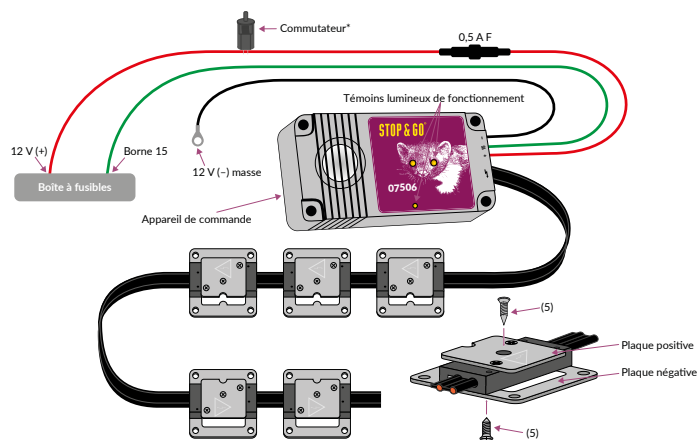 Commutateur*
0,5 A F
Témoins lumineux de fonctionnement
STOP & GO
07506
12 V (+)
Borne 15
12 V (–) masse
Boîte à fusibles
Appareil de commande
(5)
Plaque positive
Plaque négative
(5)